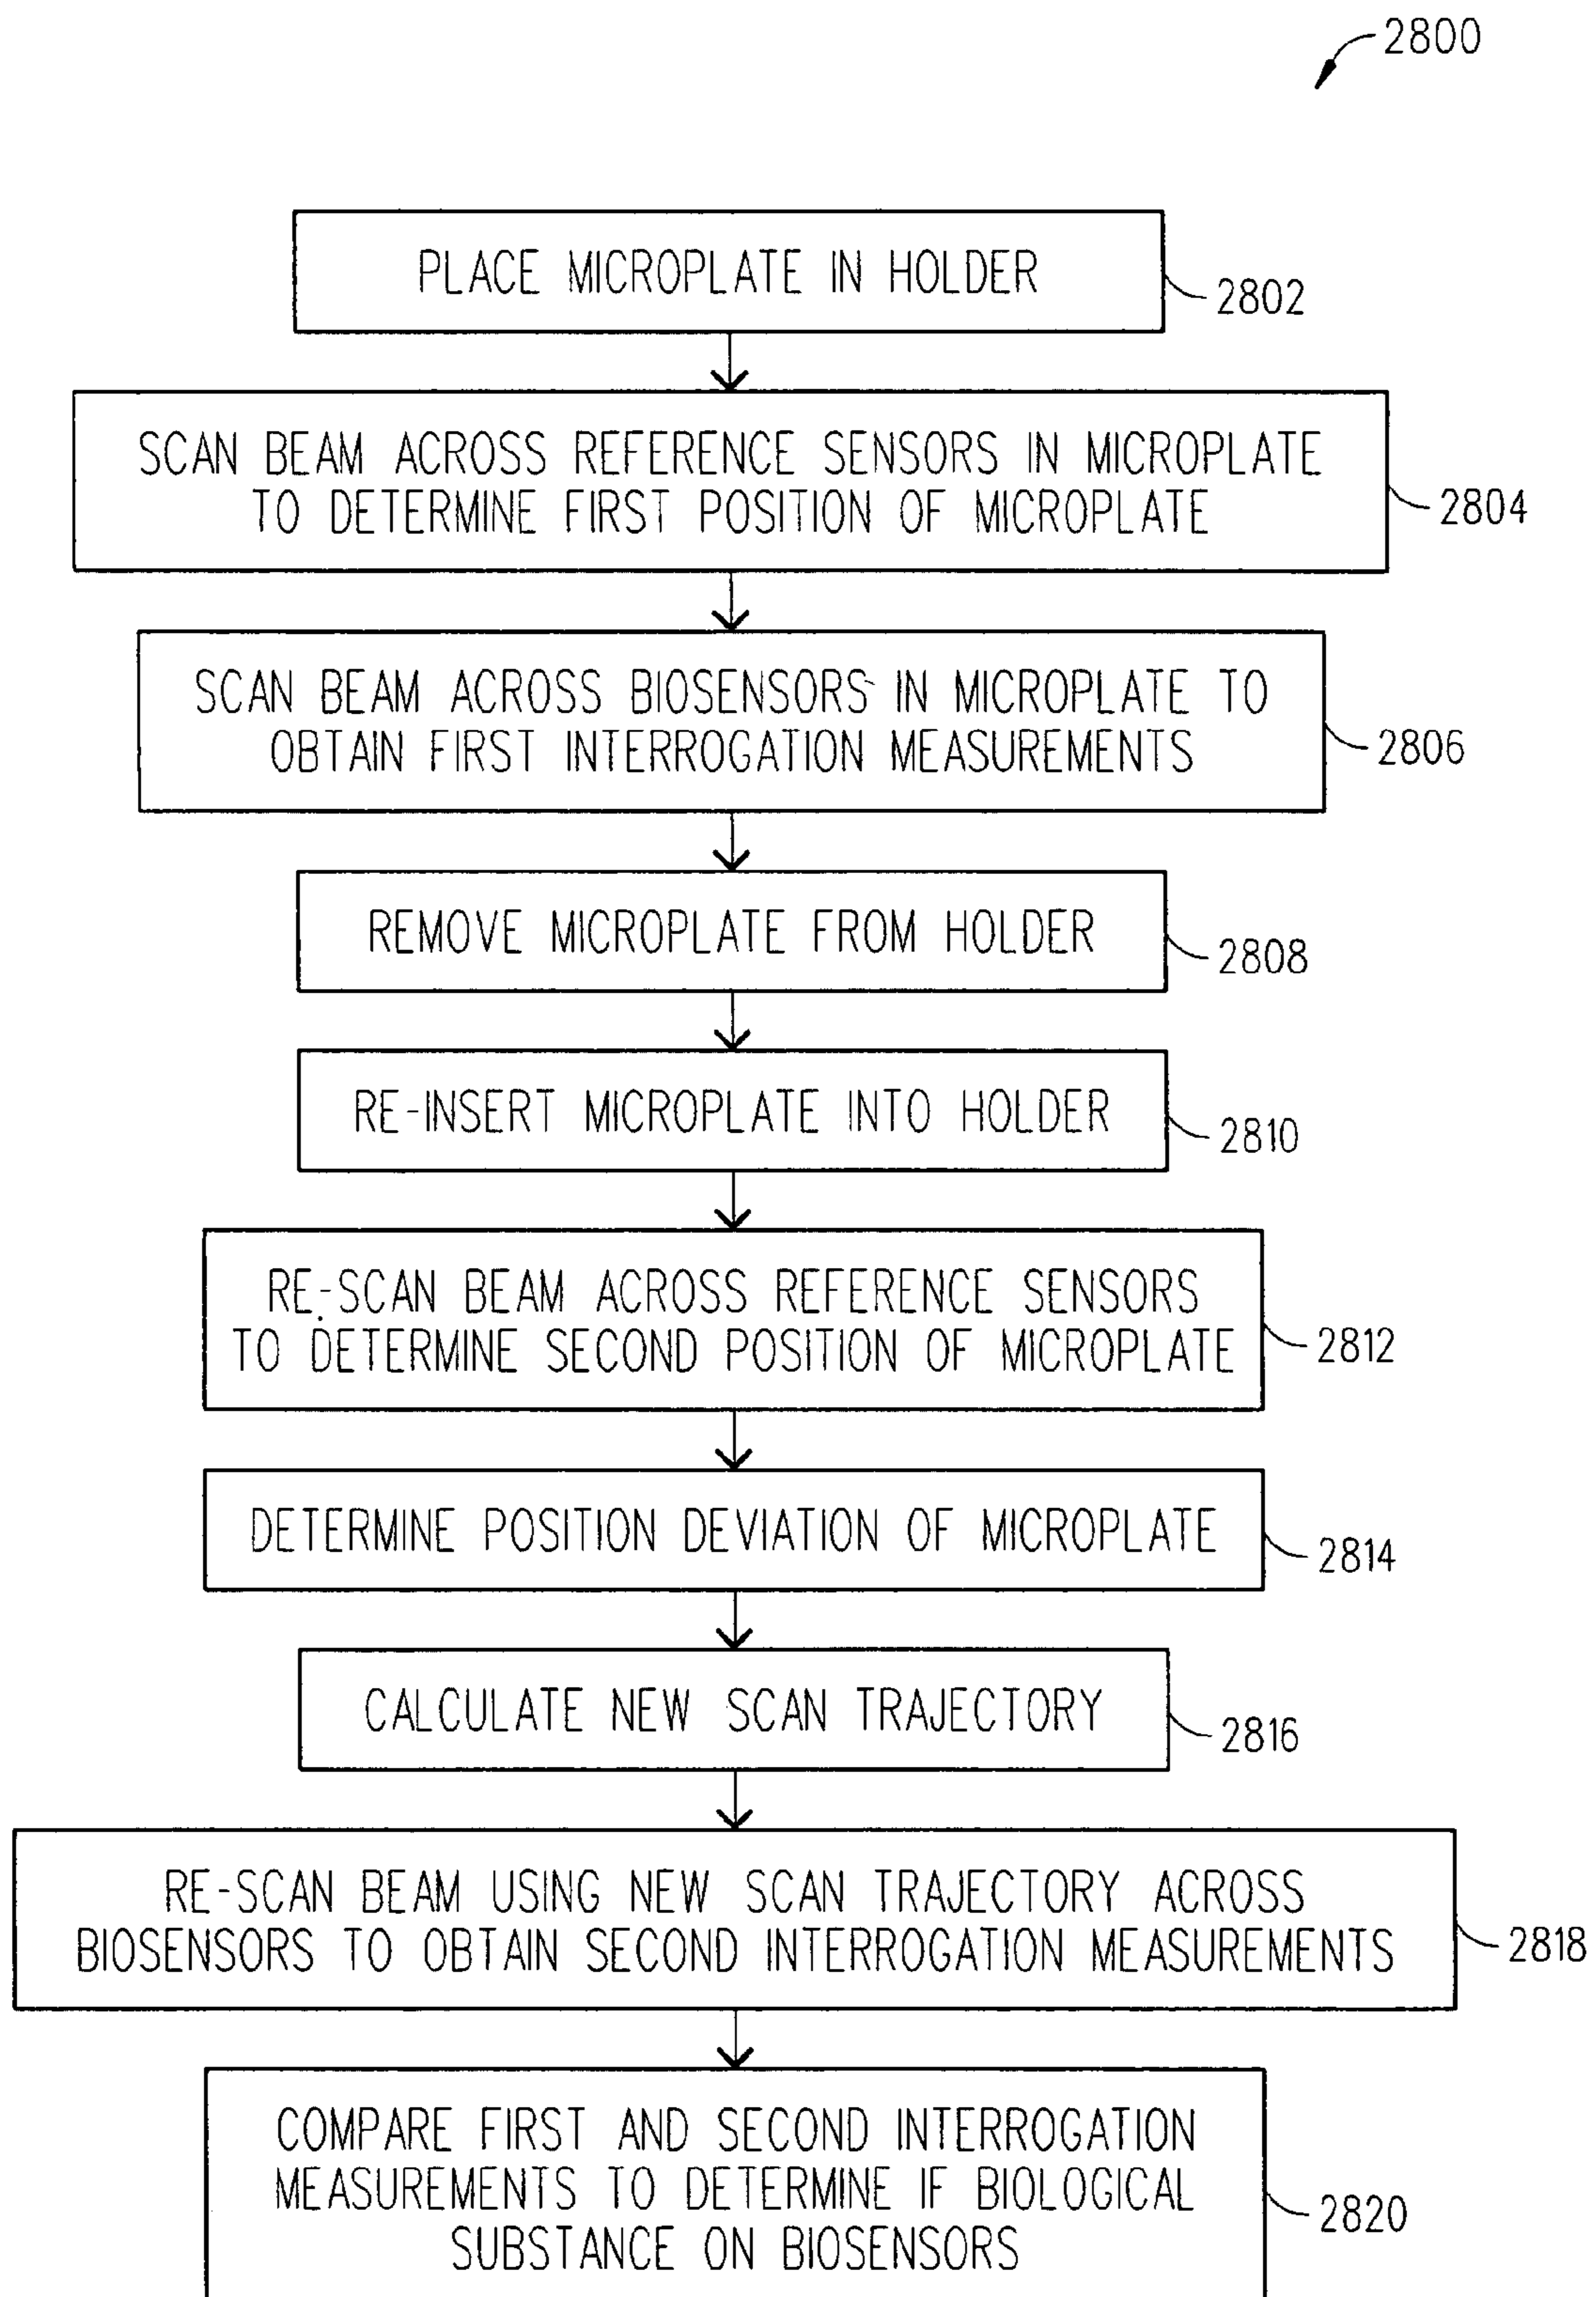 2800
PLACE MICROPLATE IN HOLDER
2802
SCAN BEAM ACROSS REFERENCE SENSORS IN MICROPLATE
TO DETERMINE FIRST POSITION OF MICROPLATE
2804
SCAN BEAM ACROSS BIOSENSORS IN MICROPLATE TO
OBTAIN FIRST INTERROGATION MEASUREMENTS
2806
REMOVE MICROPLATE FROM HOLDER
2808
RE-INSERT MICROPLATE INTO HOLDER
2810
RE-SCAN BEAM ACROSS REFERENCE SENSORS
TO DETERMINE SECOND POSITION OF MICROPLATE
2812
DETERMINE POSITION DEVIATION OF MICROPLATE
2814
CALCULATE NEW SCAN TRAJECTORY
2816
RE-SCAN BEAM USING NEW SCAN TRAJECTORY ACROSS
BIOSENSORS TO OBTAIN SECOND INTERROGATION MEASUREMENTS
2818
COMPARE FIRST AND SECOND INTERROGATION
MEASUREMENTS TO DETERMINE IF BIOLOGICAL
SUBSTANCE ON BIOSENSORS
2820